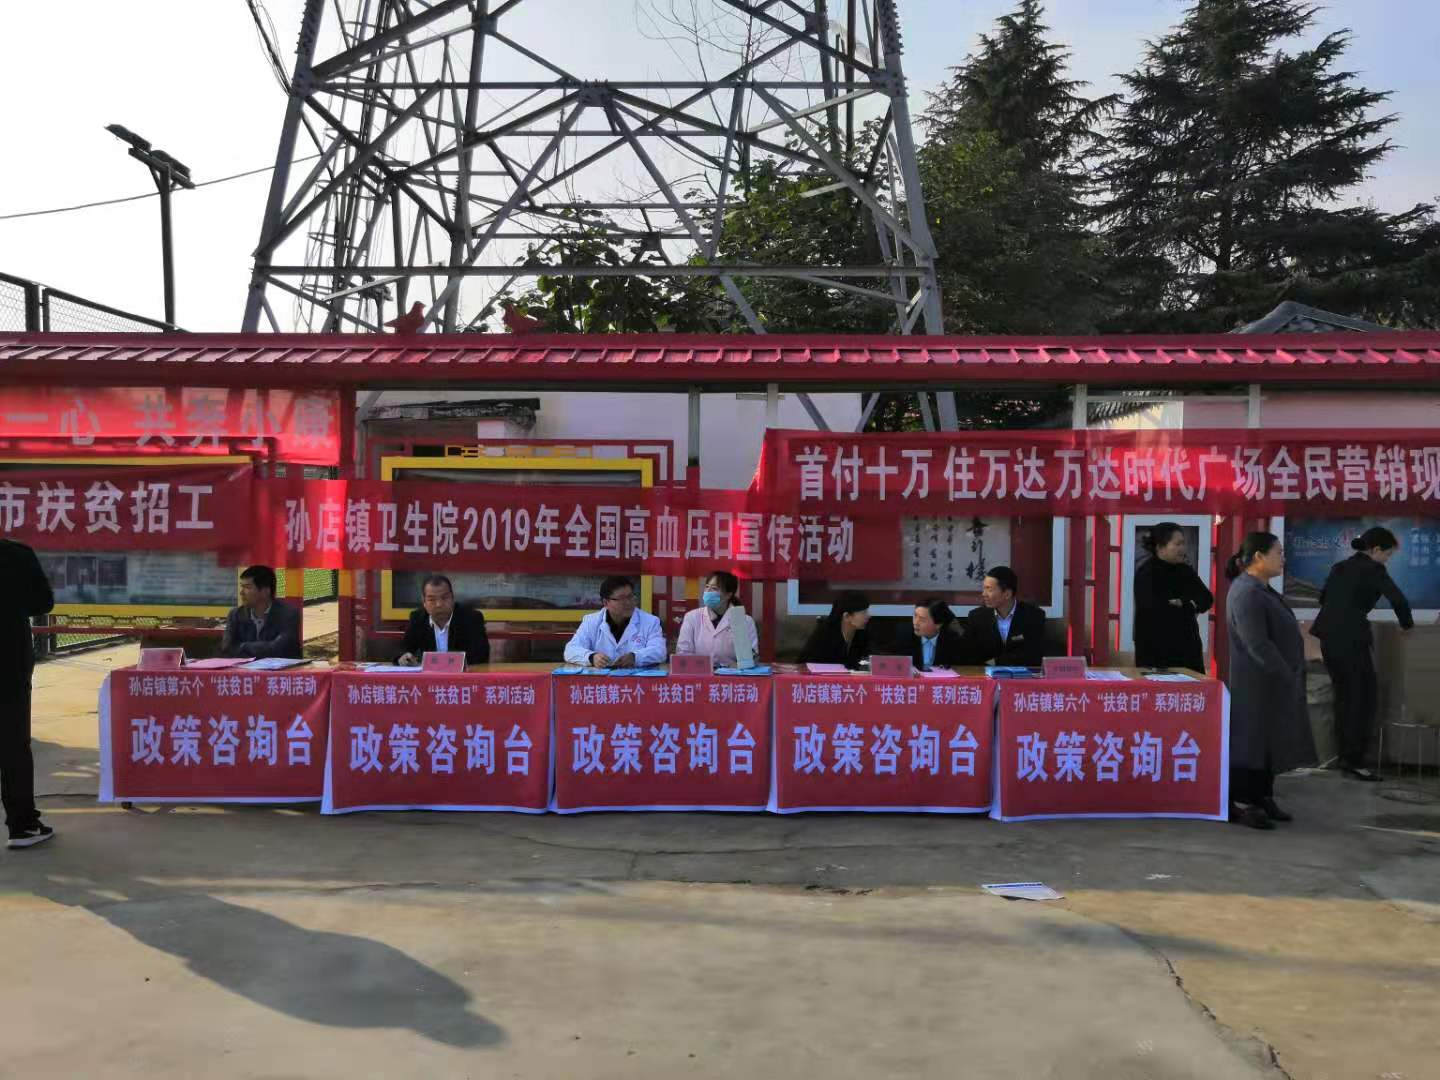 一心 共奔小康
市扶贫招工
孙店镇卫生院2019年全国高血压日宣传活动
首付十万 住万达 万达时代广场全民营销现
孙店镇第六个“扶贫日”系列活动
政策咨询台
孙店镇第六个“扶贫日”系列活动
政策咨询台
孙店镇第六个“扶贫日”系列活动
政策咨询台
孙店镇第六个“扶贫日”系列活动
政策咨询台
孙店镇第六个“扶贫日”系列活动
政策咨询台